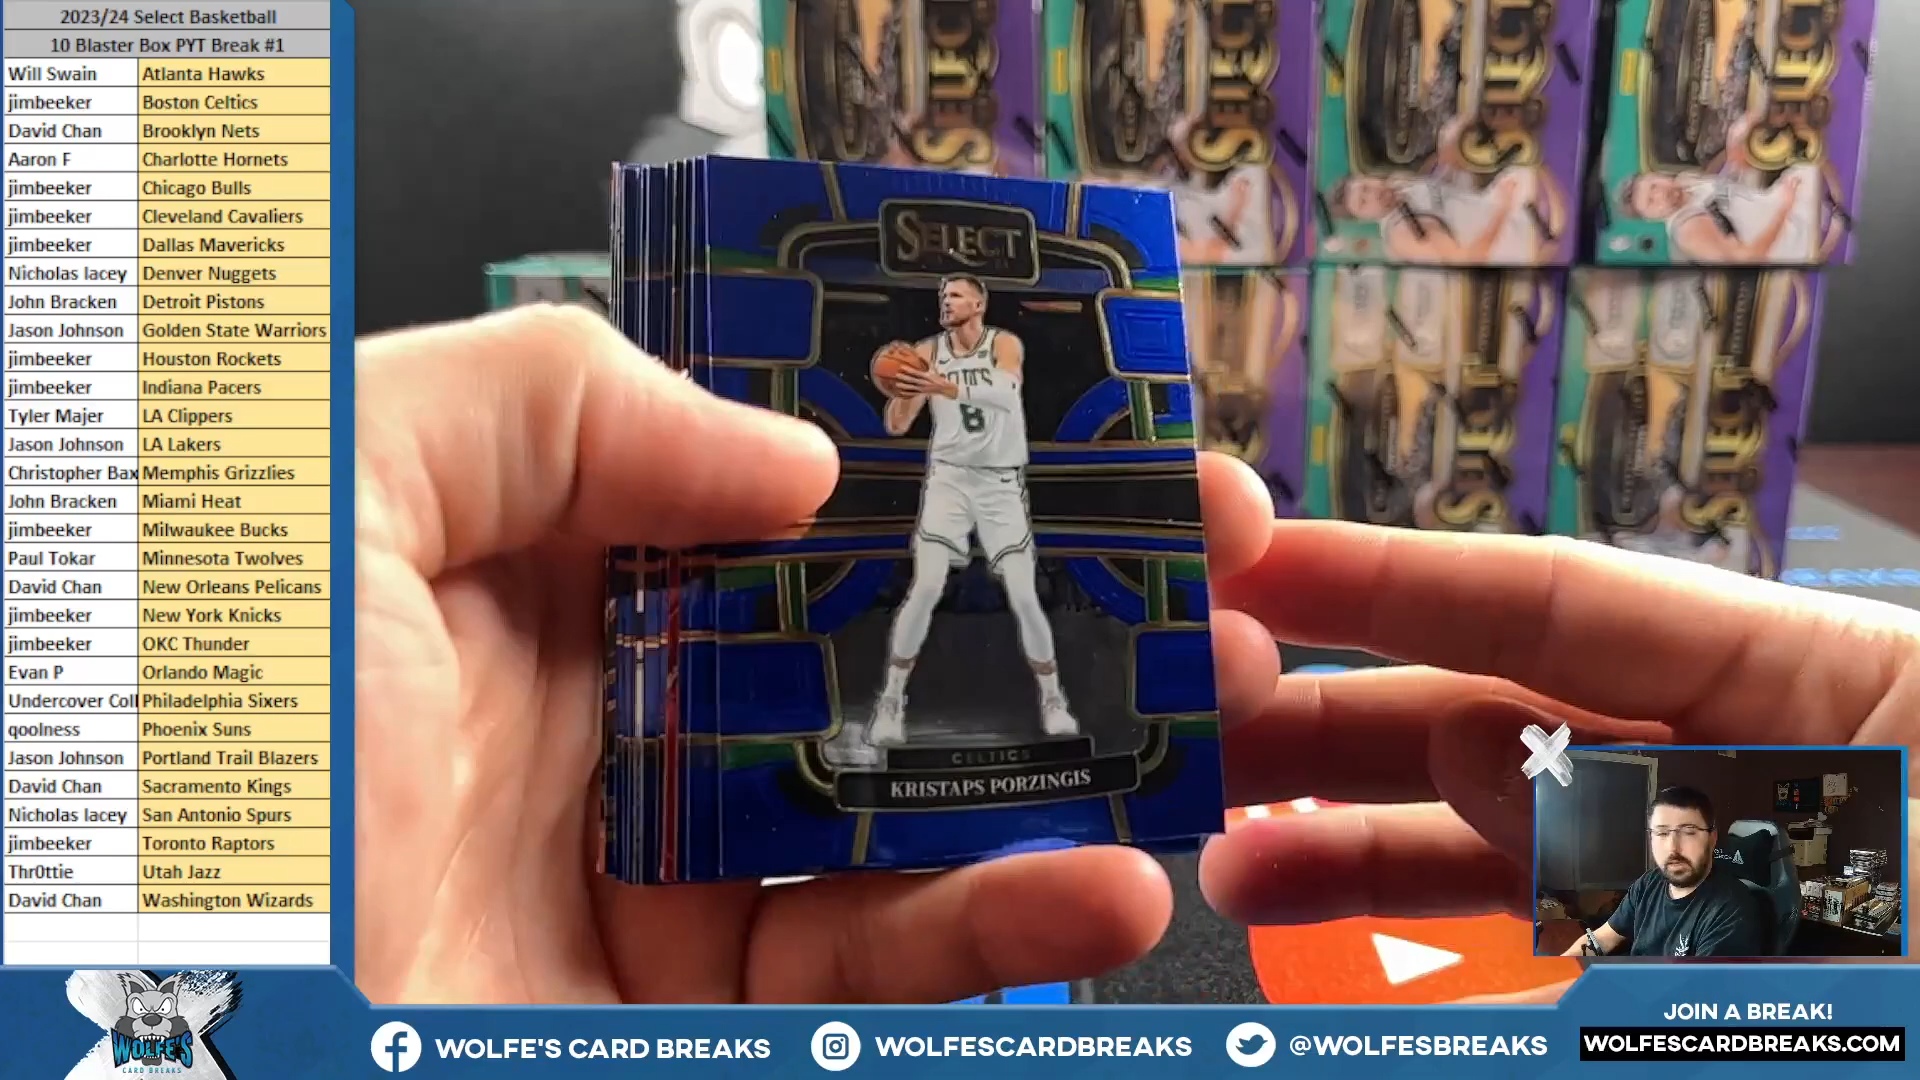 2023/24 Select Basketball
10 Blaster Box PYT Break #1
Will Swain Atlanta Hawks
jimbeeker Boston Celtics
David Chan Brooklyn Nets
Aaron F Charlotte Hornets
jimbeeker Chicago Bulls
jimbeeker Cleveland Cavaliers
jimbeeker Dallas Mavericks
Nicholas lacey Denver Nuggets
John Bracken Detroit Pistons
Jason Johnson Golden State Warriors
jimbeeker Houston Rockets
jimbeeker Indiana Pacers
Tyler Majer LA Clippers
Jason Johnson LA Lakers
Christopher Bax Memphis Grizzlies
John Bracken Miami Heat
jimbeeker Milwaukee Bucks
Paul Tokar Minnesota Twolves
David Chan New Orleans Pelicans
jimbeeker New York Knicks
jimbeeker OKC Thunder
Evan P Orlando Magic
Undercover Coll Philadelphia Sixers
qoolness Phoenix Suns
Jason Johnson Portland Trail Blazers
David Chan Sacramento Kings
Nicholas lacey San Antonio Spurs
jimbeeker Toronto Raptors
Thr0ttie Utah Jazz
David Chan Washington Wizards
SELECT
SELECT
SELECT
SELECT
SELECT
CELTICS
8
CELTICS
KRISTAPS PORZINGIS
SELECT
SELECT
WOLFE'S
CARD BREAKS
WOLFE'S CARD BREAKS
WOLFESCARDBREAKS
@WOLFESBREAKS
JOIN A BREAK!
WOLFESCARDBREAKS.COM